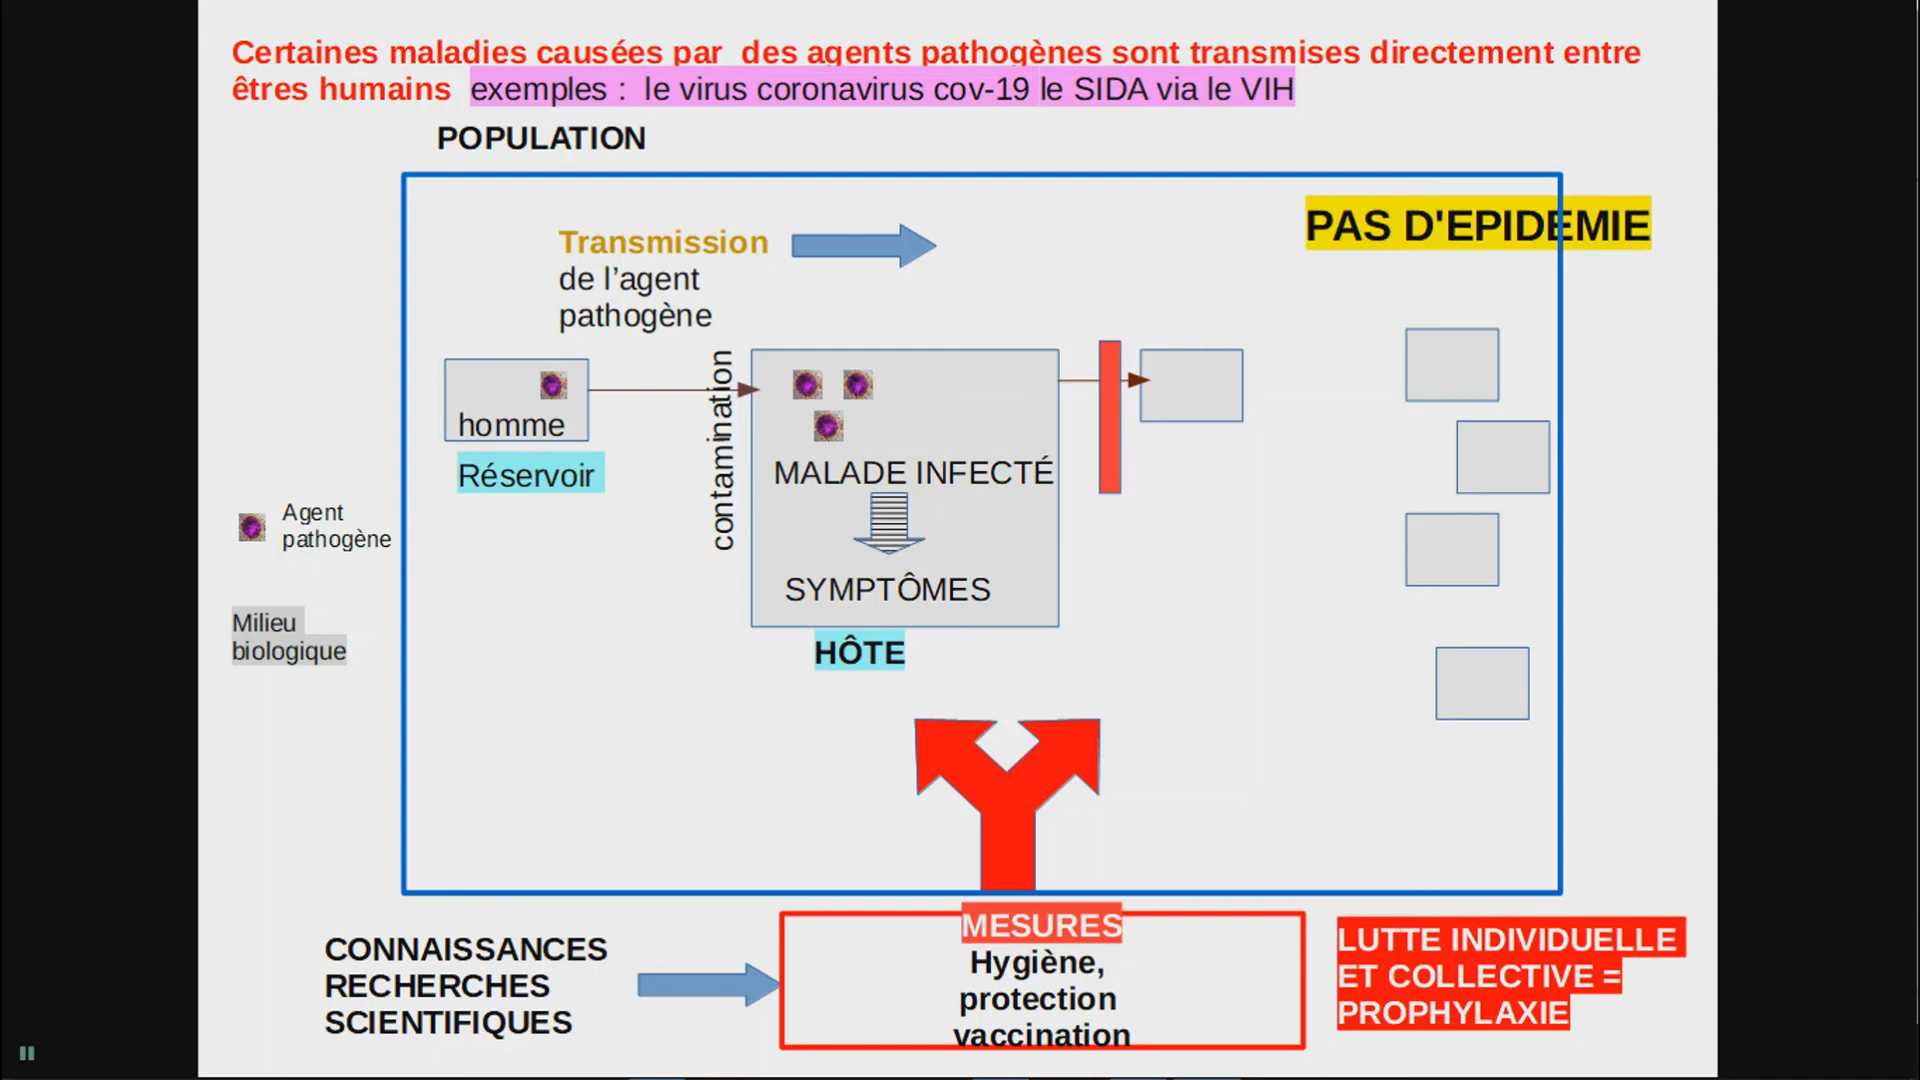 Certaines maladies causées par  des agents pathogènes sont transmises directement entre
êtres humains  exemples :  le virus coronavirus cov-19 le SIDA via le VIH
POPULATION
PAS D'EPIDEMIE
Transmission
de l’agent
pathogène
contamination
homme
Réservoir
MALADE INFECTÉ
SYMPTÔMES
HÔTE
Agent
pathogène
Milieu
biologique
CONNAISSANCES
RECHERCHES
SCIENTIFIQUES
MESURES
Hygiène,
protection
vaccination
LUTTE INDIVIDUELLE
ET COLLECTIVE =
PROPHYLAXIE